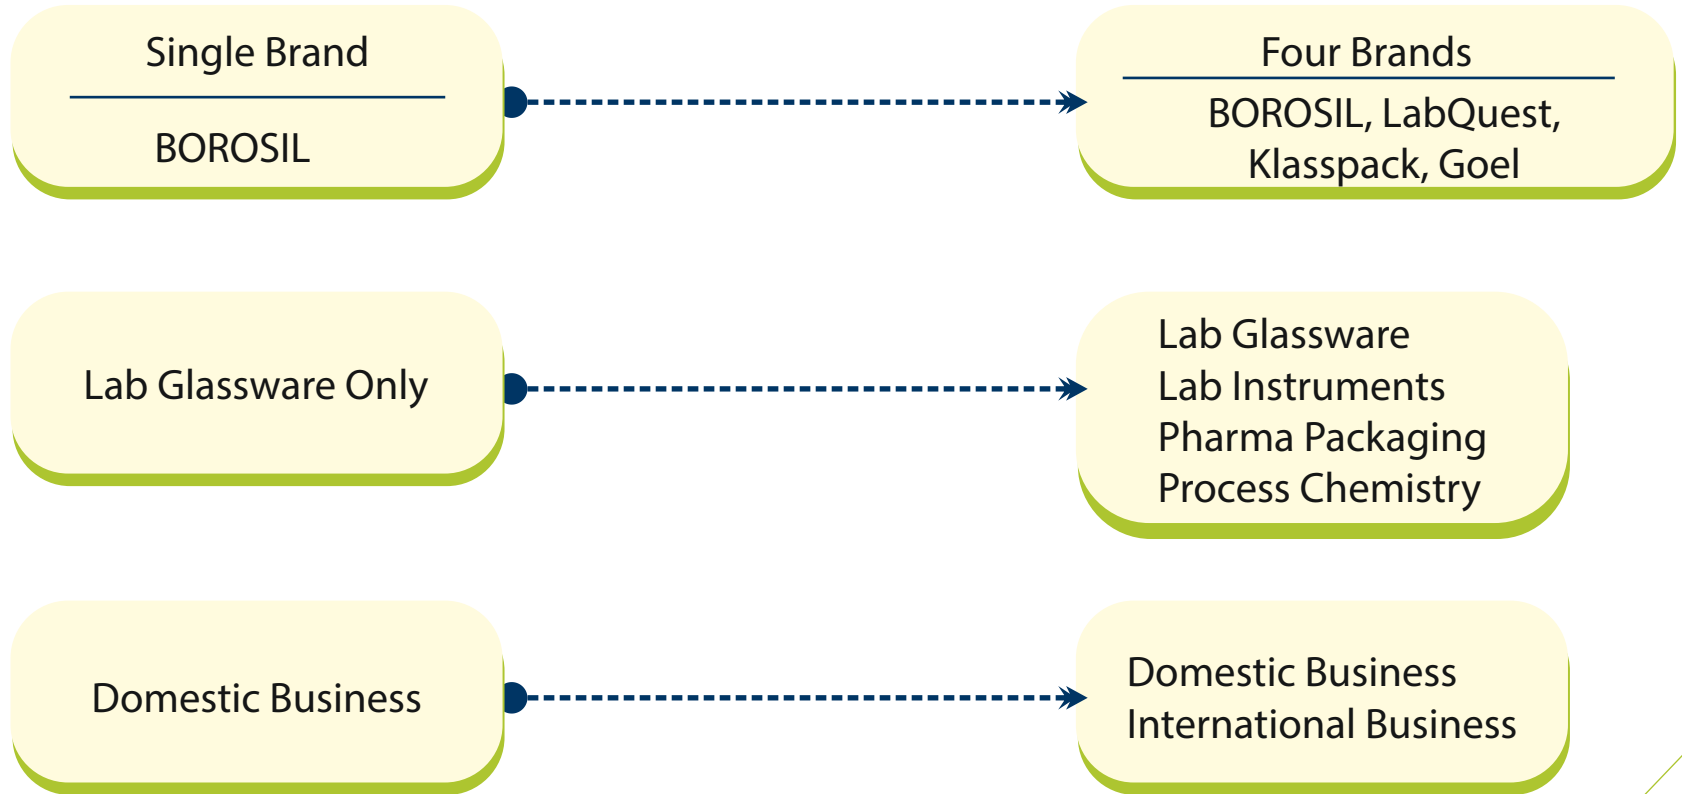 Single Brand
BOROSIL
Four Brands
BOROSIL, LabQuest,
Klasspack, Goel
Lab Glassware Only
Lab Glassware
Lab Instruments
Pharma Packaging
Process Chemistry
Domestic Business
Domestic Business
International Business